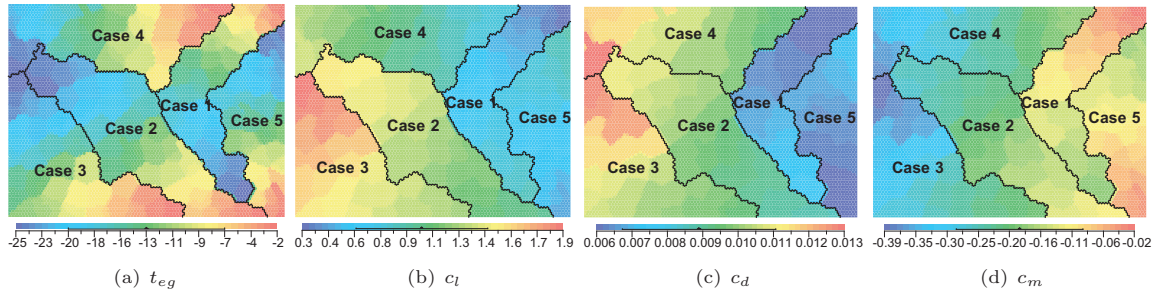 Case 4
Case 1
Case 2
Case 5
Case 3
-25 -23 -20 -18 -16 -13 -11 -9 -7 -4 -2
(a) t_eg
Case 4
Case 1
Case 2
Case 5
Case 3
0.3 0.4 0.6 0.8 0.9 1.1 1.3 1.4 1.6 1.7 1.9
(b) c_l
Case 4
Case 1
Case 2
Case 5
Case 3
0.006 0.007 0.008 0.009 0.010 0.011 0.013
(c) c_d
Case 4
Case 1
Case 2
Case 5
Case 3
-0.39 -0.33 -0.29 -0.25 -0.20 -0.16 -0.11 -0.06 -0.02
(d) c_m